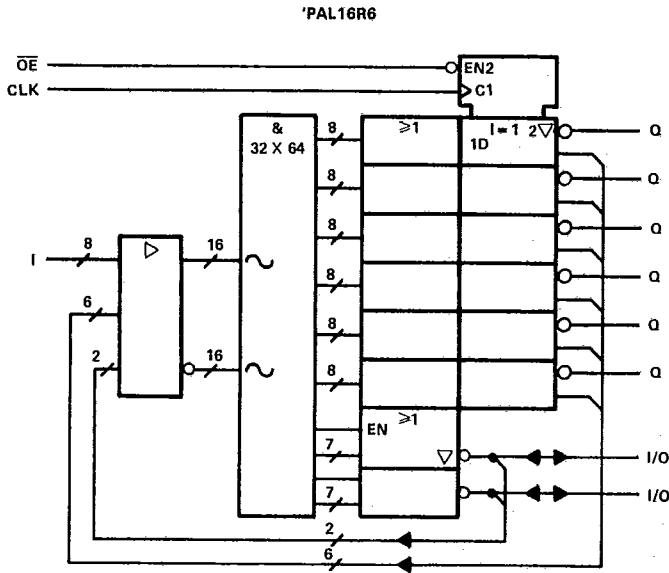 'PAL16R6
OE
EN2
CLK
C1
&
32 X 64
8
≥1
I = 1
2
1D
Q
8
Q
8
Q
I
8
16
8
Q
6
8
Q
2
16
8
Q
≥1
EN
7
I/O
7
I/O
2
6